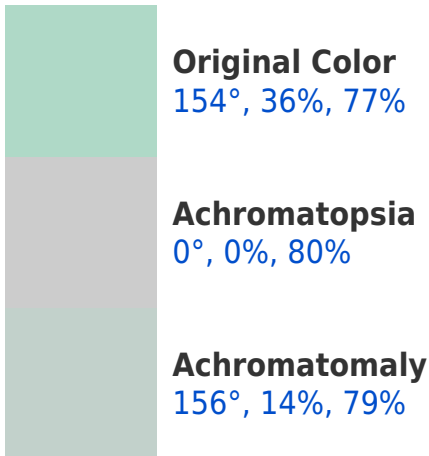 Original Color
154°, 36%, 77%
Achromatopsia
0°, 0%, 80%
Achromatomaly
156°, 14%, 79%